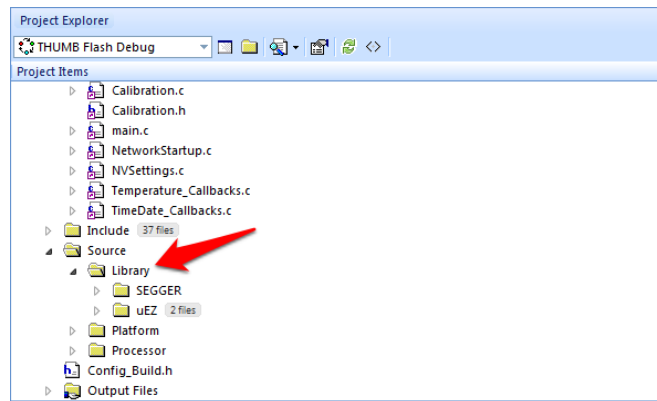 Project Explorer
THUMB Flash Debug
Project Items
Calibration.c
Calibration.h
main.c
NetworkStartup.c
NVSettings.c
Temperature_Callbacks.c
TimeDate_Callbacks.c
Include 37 files
Source
Library
SEGGER
uEZ 2 files
Platform
Processor
Config_Build.h
Output Files